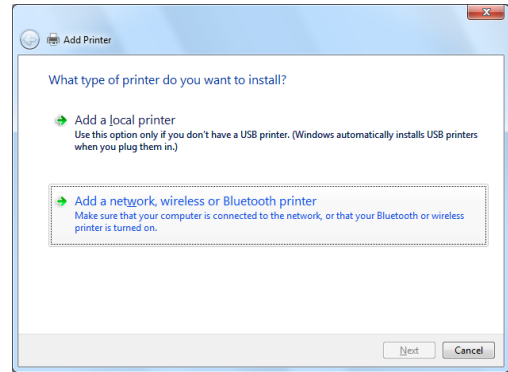 Add Printer
What type of printer do you want to install?
Add a local printer
Use this option only if you don't have a USB printer. (Windows automatically installs USB printers
when you plug them in.)
Add a network, wireless or Bluetooth printer
Make sure that your computer is connected to the network, or that your Bluetooth or wireless
printer is turned on.
Next Cancel